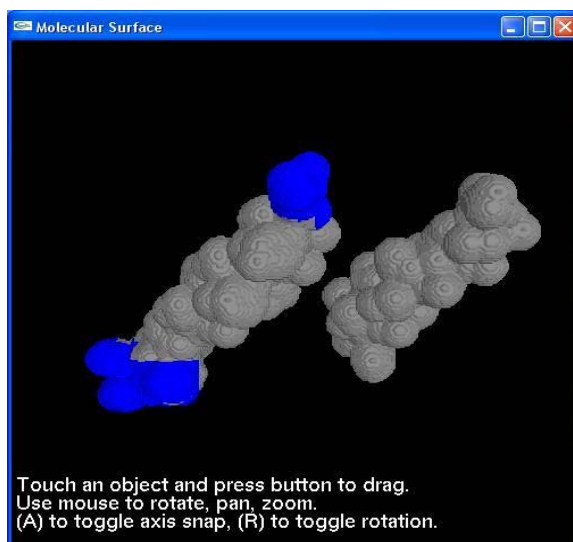 Molecular Surface
Touch an object and press button to drag.
Use mouse to rotate, pan, zoom.
(A) to toggle axis snap, (R) to toggle rotation.